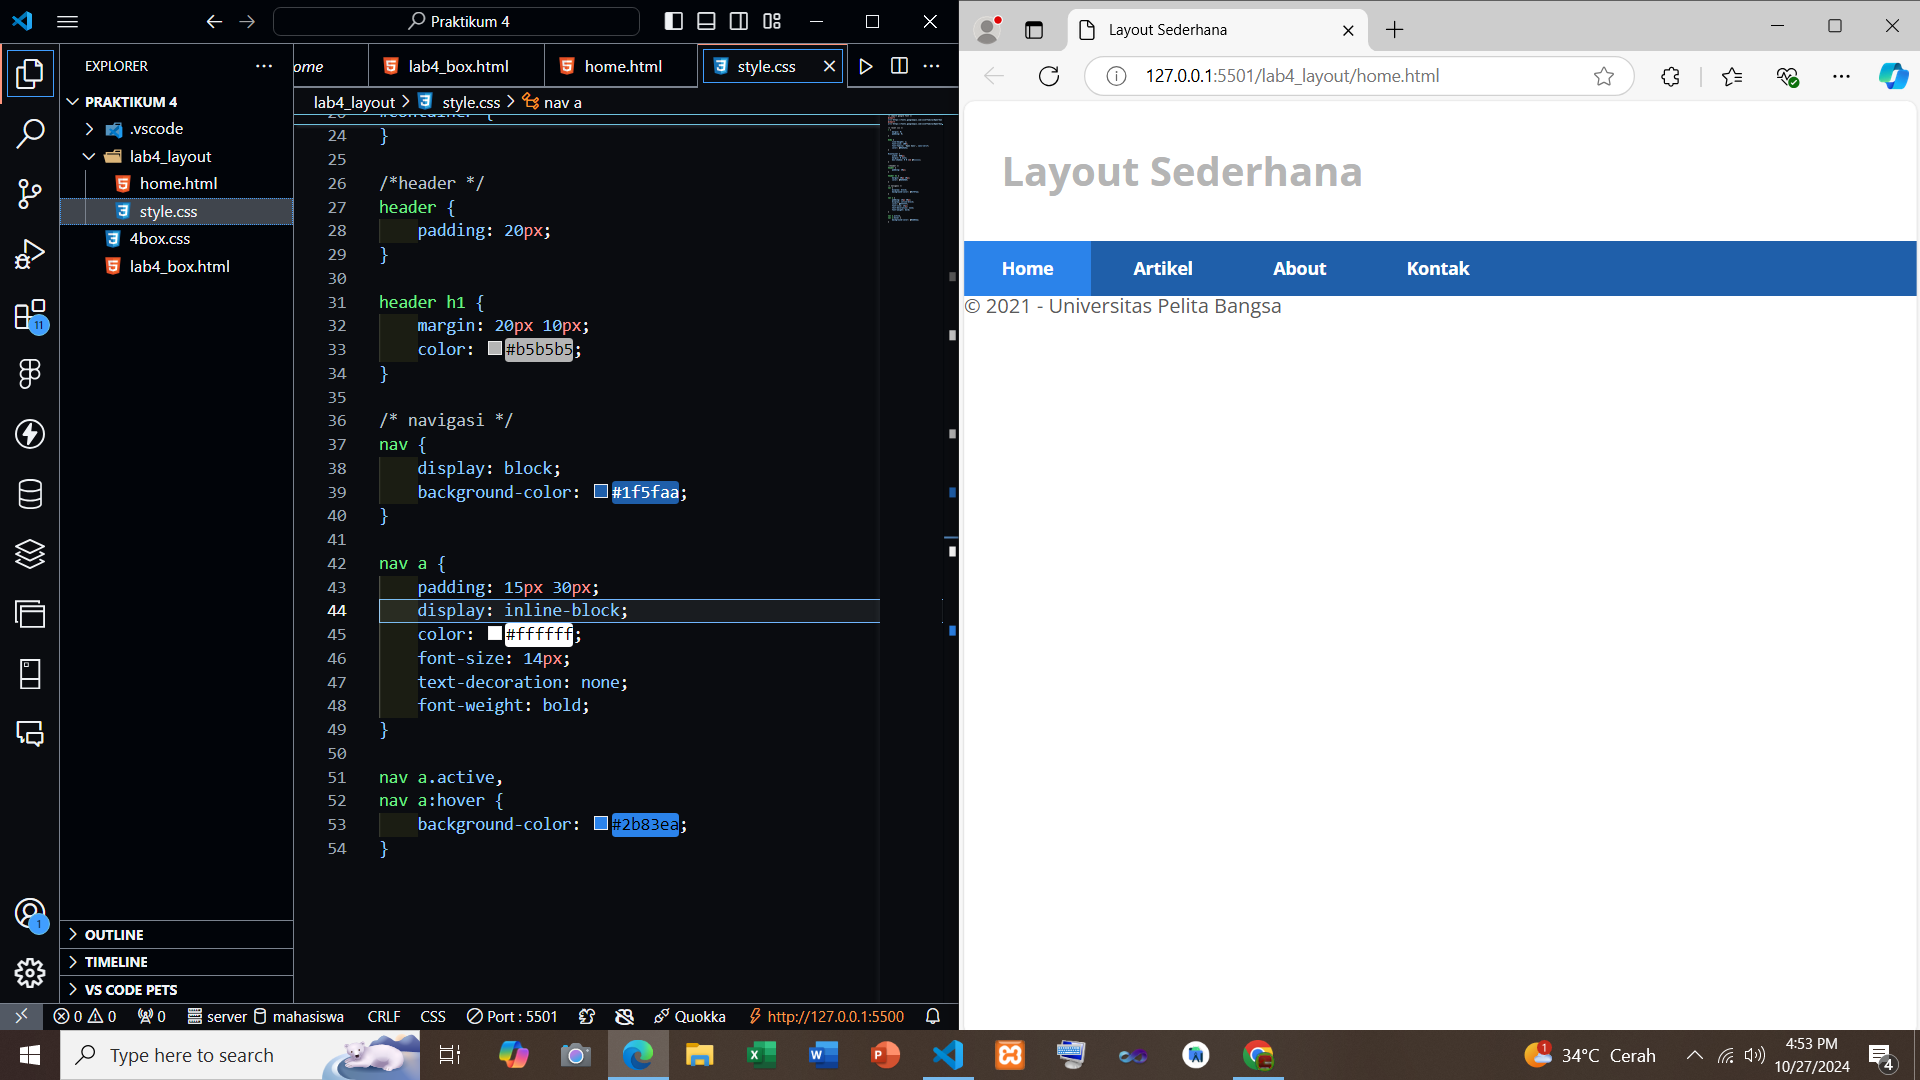 Praktikum 4
EXPLORER
ome
lab4_box.html
home.html
style.css
PRAKTIKUM 4
.vscode
lab4_layout
home.html
style.css
4box.css
lab4_box.html
OUTLINE
TIMELINE
VS CODE PETS
lab4_layout > style.css > nav a
24 }
25
26 /*header */
27 header {
28 padding: 20px;
29 }
30
31 header h1 {
32 margin: 20px 10px;
33 color: #b5b5b5;
34 }
35
36 /* navigasi */
37 nav {
38 display: block;
39 background-color: #1f5faa;
40 }
41
42 nav a {
43 padding: 15px 30px;
44 display: inline-block;
45 color: #ffffff;
46 font-size: 14px;
47 text-decoration: none;
48 font-weight: bold;
49 }
50
51 nav a.active,
52 nav a:hover {
53 background-color: #2b83ea;
54 }
11
1
0 0 0 server mahasiswa CRLF CSS Port : 5501 Quokka http://127.0.0.1:5500
Layout Sederhana
127.0.0.1:5501/lab4_layout/home.html
Layout Sederhana
Home Artikel About Kontak
© 2021 - Universitas Pelita Bangsa
Type here to search
1
34°C Cerah
4:53 PM
10/27/2024
4